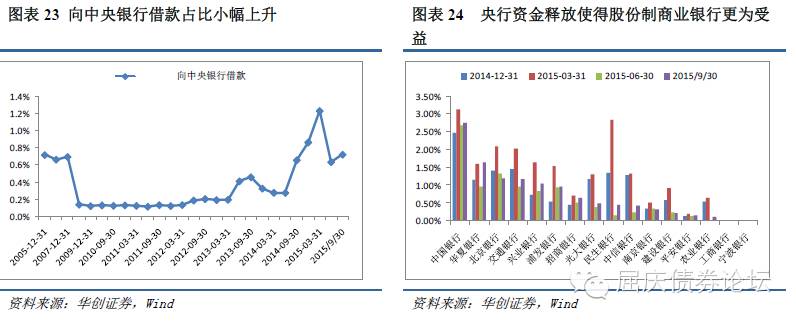 图表 23 向中央银行借款占比小幅上升
向中央银行借款
1.4%
1.2%
1.0%
0.8%
0.6%
0.4%
0.2%
0.0%
2005-12-31
2007-12-31
2009-12-31
2010-09-30
2011-03-31
2011-09-30
2012-03-31
2013-03-31
2013-09-30
2014-03-31
2014-09-30
2015-03-31
2015/9/30
资料来源：华创证券，Wind
图表 24 央行资金释放使得股份制商业银行更为受
益
2014-12-31 2015-03-31 2015-06-30 2015/9/30
3.50%
3.00%
2.50%
2.00%
1.50%
1.00%
0.50%
0.00%
中国银行
华夏银行
北京银行
交通银行
兴业银行
浦发银行
招商银行
光大银行
民生银行
中信银行
南京银行
建设银行
平安银行
农业银行
工商银行
宁波银行
资料来源：华创证券，Wind
屈庆债券论坛